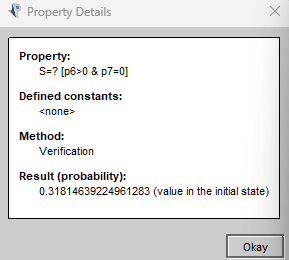 Property Details
Property:
S=? [p6>0 & p7=0]
Defined constants:
<none>
Method:
Verification
Result (probability):
0.31814639224961283 (value in the initial state)
Okay